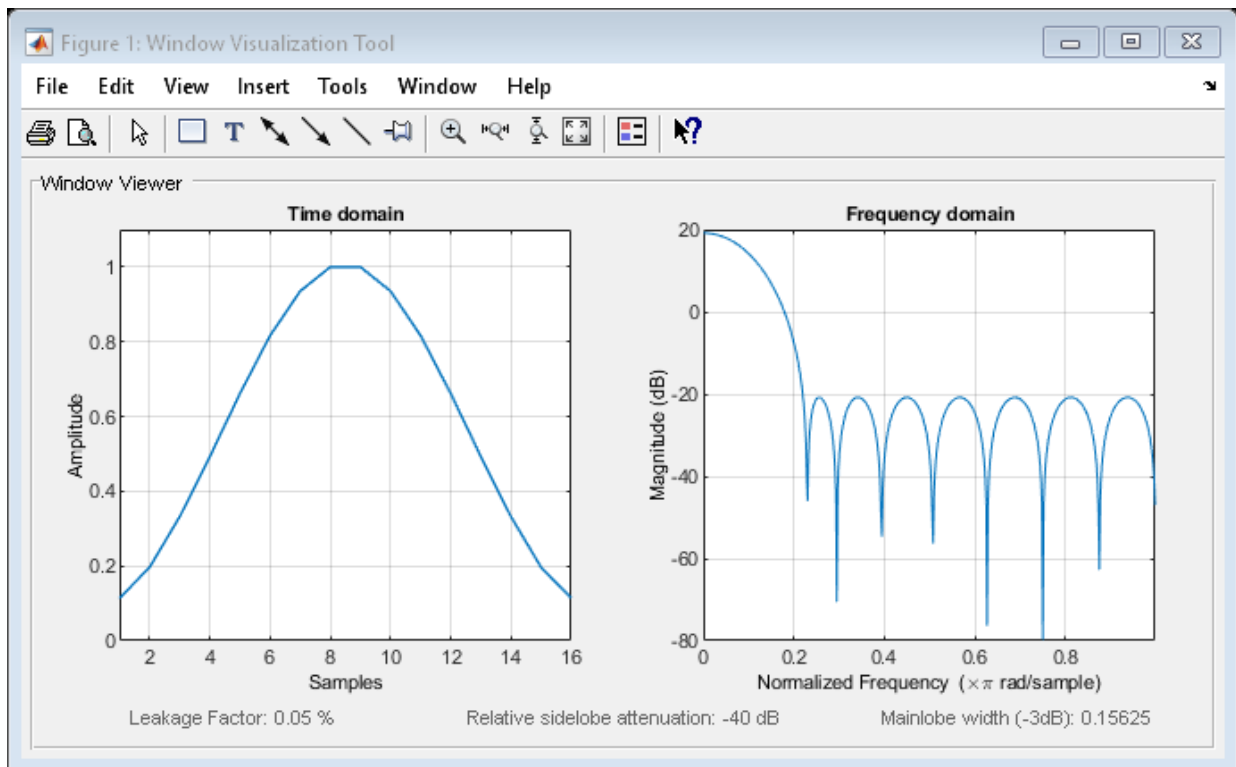 Figure 1: Window Visualization Tool
File Edit View Insert Tools Window Help
T
?
Window Viewer
Time domain
Amplitude
1
0.8
0.6
0.4
0.2
0
2 4 6 8 10 12 14 16
Samples
Frequency domain
Magnitude (dB)
20
0
-20
-40
-60
-80
0 0.2 0.4 0.6 0.8
Normalized Frequency (×π rad/sample)
Leakage Factor: 0.05 %
Relative sidelobe attenuation: -40 dB
Mainlobe width (-3dB): 0.15625